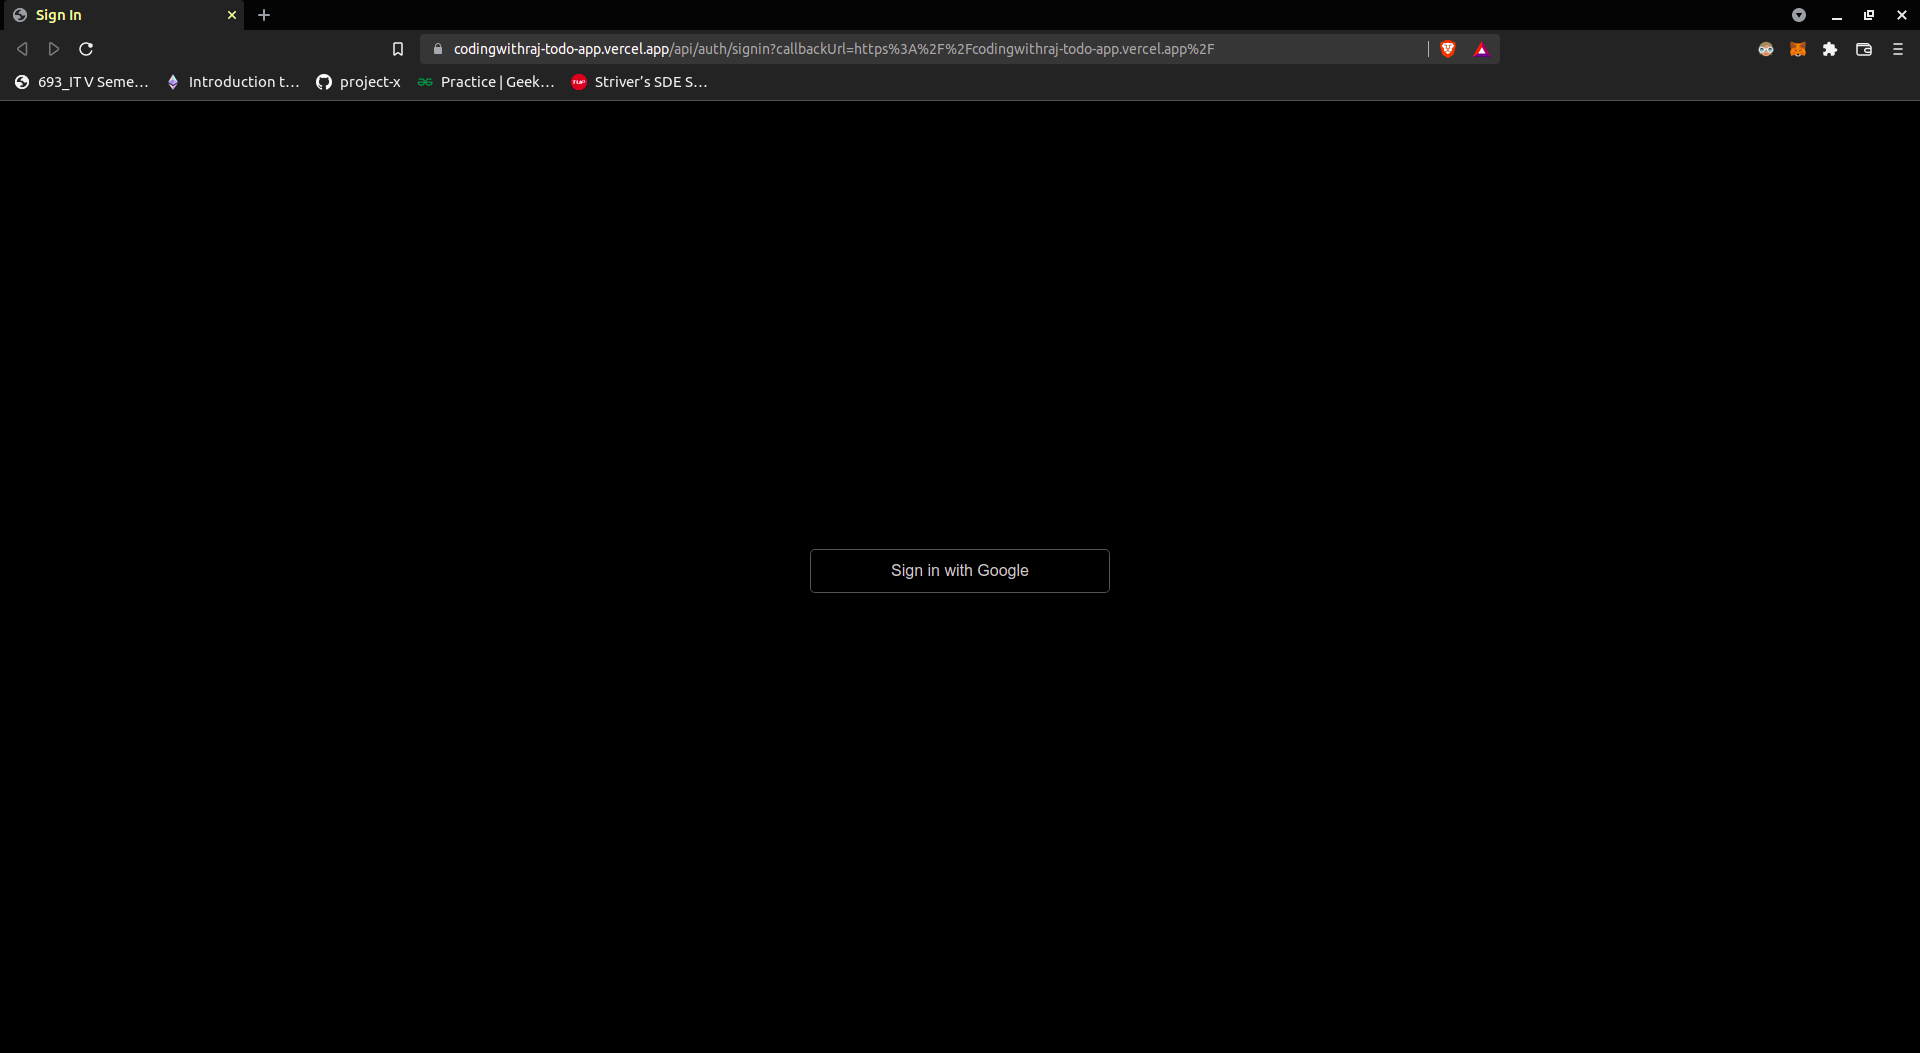 Sign In
codingwithraj-todo-app.vercel.app/api/auth/signin?callbackUrl=https%3A%2F%2Fcodingwithraj-todo-app.vercel.app%2F
693_IT V Seme… Introduction t… project-x Practice | Geek… Striver’s SDE S…
Sign in with Google